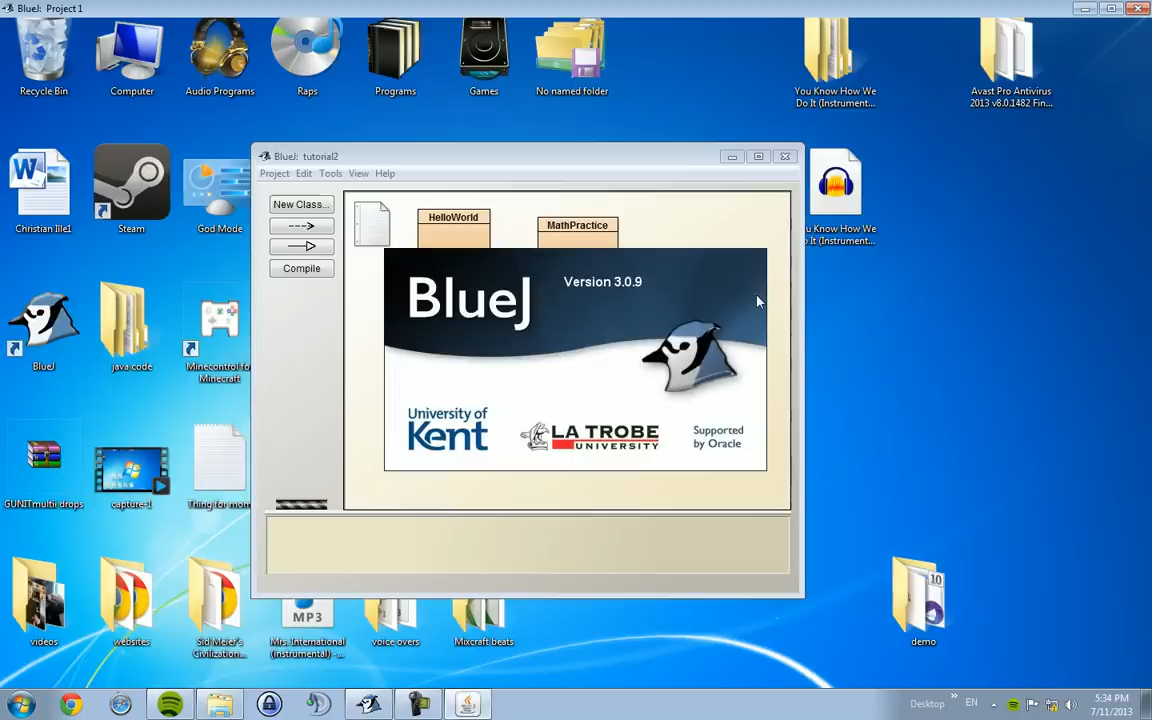 BlueJ: Project 1
Recycle Bin
Computer
Audio Programs
Raps
Programs
Games
No named folder
You Know How We
Do It (Instrument...
Avast Pro Antivirus
2013 v8.0.1482 Fin...
Christian Ille1
Steam
God Mode
u Know How We
It (Instrument...
BlueJ: tutorial2
Project Edit Tools View Help
New Class...
Compile
HelloWorld
MathPractice
BlueJ
Version 3.0.9
University of
Kent
LA TROBE
UNIVERSITY
Supported
by Oracle
BlueJ
java code
Minecontrol fo
Minecraft
GUNITmultii drops
capture-1
Thing for mom
MP3
10
videos
websites
Sid Meier's
Civilization...
Mrs. International
(Instrumental) -...
voice overs
Mixcraft beats
demo
Desktop
EN
5:34 PM
7/11/2013